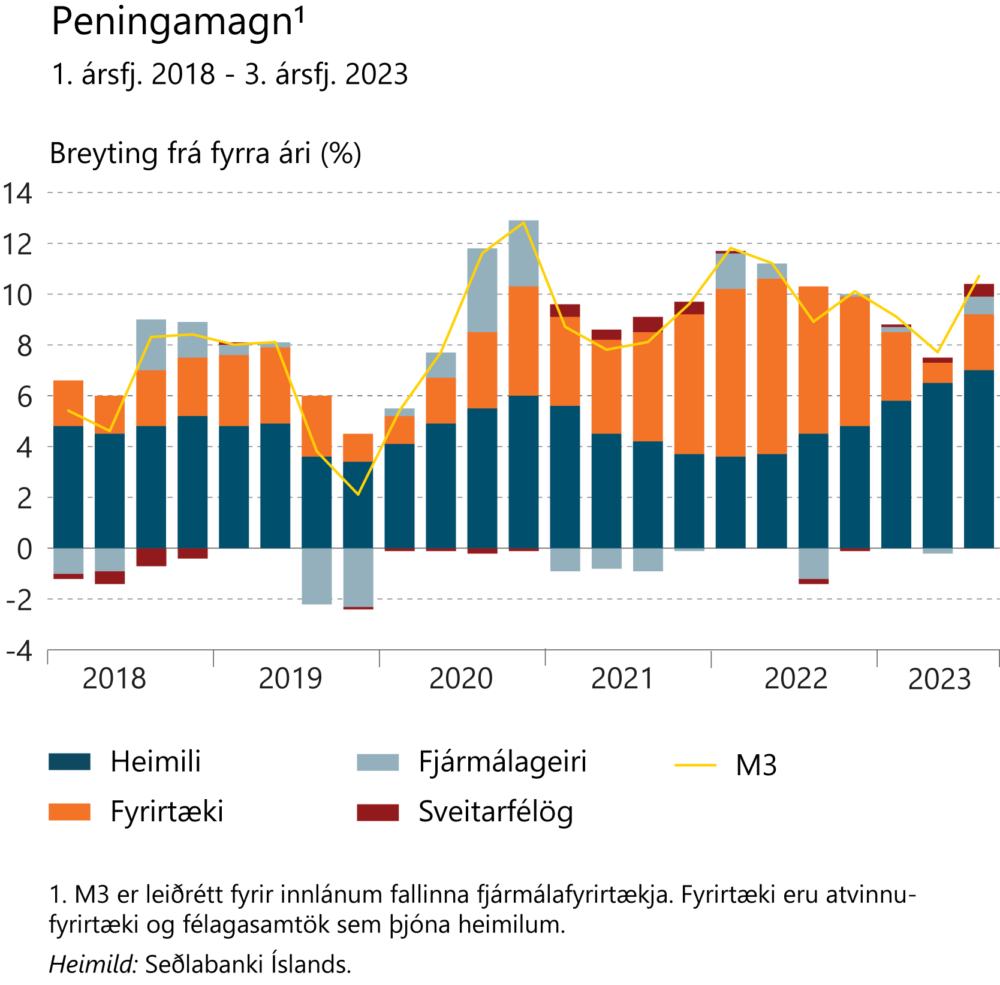 Peningamagn¹
1. ársfj. 2018 - 3. ársfj. 2023
Breyting frá fyrra ári (%)
14
12
10
8
6
4
2
0
-2
-4
2018 2019 2020 2021 2022 2023
Heimili Fjármálageiri M3
Fyrirtæki Sveitarfélög
1. M3 er leiðrétt fyrir innlánum fallinna fjármálafyrirtækja. Fyrirtæki eru atvinnu-
fyrirtæki og félagasamtök sem þjóna heimilum.
Heimild: Seðlabanki Íslands.